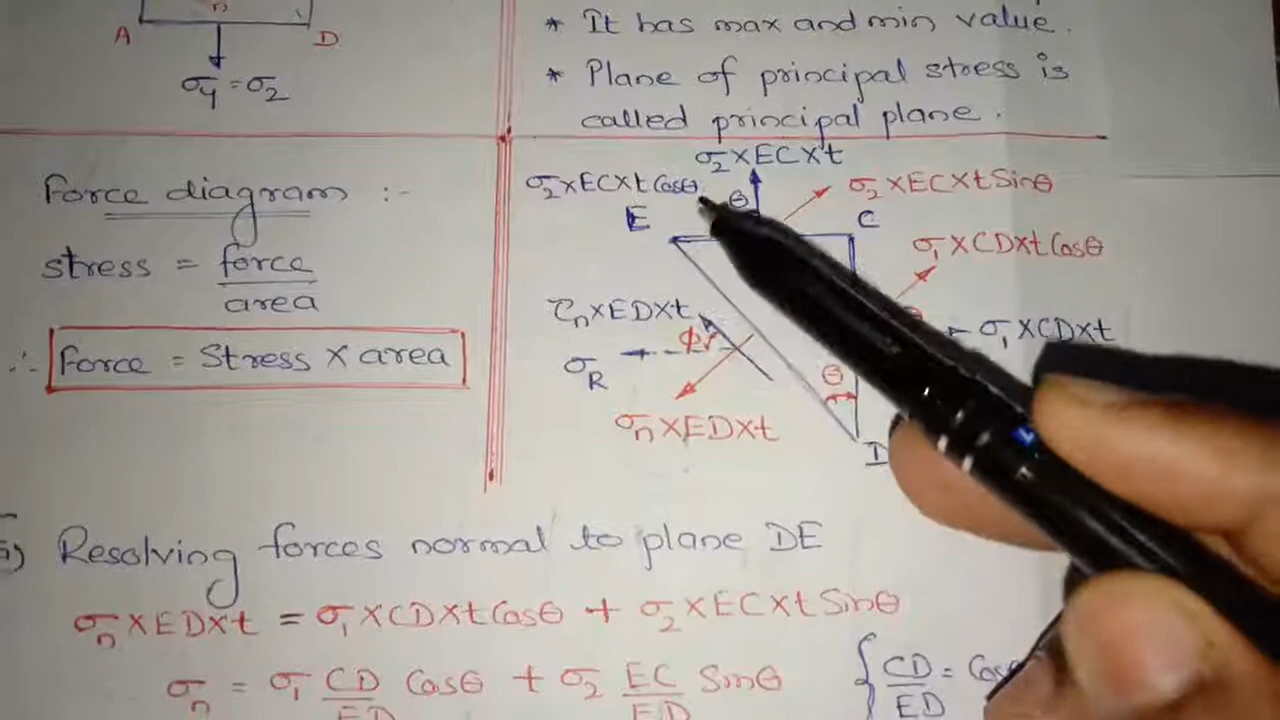 A
D
σy = σ2
* It has max and min value.
* Plane of principal stress is
called principal plane.
Force diagram :-
stress = force
area
∴ Force = Stress × area
σ2×EC×t
σ2×EC×t Cosθ
θ
σ2×EC×t Sinθ
E
C
σ1×CD×t Cosθ
τn×ED×t
σ1×CD×t
σR
ϕ
θ
σn×ED×t
D
Resolving forces normal to plane DE
σn×ED×t = σ1×CD×t Cosθ + σ2×EC×t Sinθ
σn = σ1 CD Cosθ + σ2 EC Sinθ
ED ED
{ CD = Cos
ED